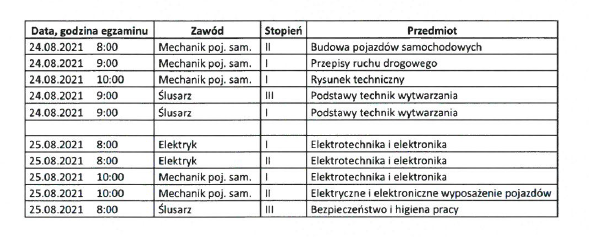 Data, godzina egzaminu Zawód Stopień Przedmiot
24.08.2021 8:00 Mechanik poj. sam. II Budowa pojazdów samochodowych
24.08.2021 9:00 Mechanik poj. sam. I Przepisy ruchu drogowego
24.08.2021 10:00 Mechanik poj. sam. I Rysunek techniczny
24.08.2021 9:00 Ślusarz III Podstawy technik wytwarzania
24.08.2021 9:00 Ślusarz I Podstawy technik wytwarzania
25.08.2021 8:00 Elektryk I Elektrotechnika i elektronika
25.08.2021 8:00 Elektryk II Elektrotechnika i elektronika
25.08.2021 10:00 Mechanik poj. sam. I Elektrotechnika i elektronika
25.08.2021 10:00 Mechanik poj. sam. II Elektryczne i elektroniczne wyposażenie pojazdów
25.08.2021 8:00 Ślusarz III Bezpieczeństwo i higiena pracy